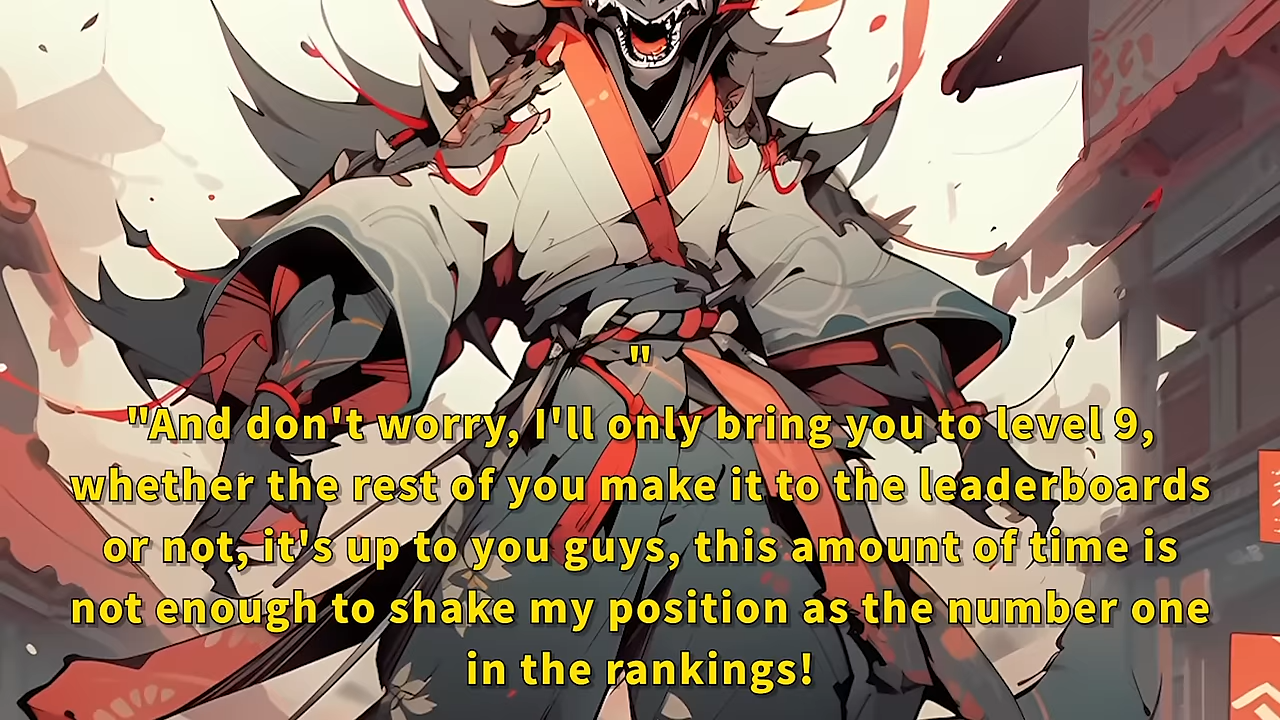 "
"And don't worry, I'll only bring you to level 9,
whether the rest of you make it to the leaderboards
or not, it's up to you guys, this amount of time is
not enough to shake my position as the number one
in the rankings!